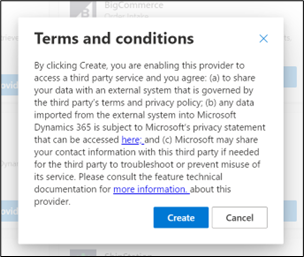 BigCommerce
Order Intake
Terms and conditions
By clicking Create, you are enabling this provider to
access a third party service and you agree: (a) to share
your data with an external system that is governed by
the third party's terms and privacy policy; (b) any data
imported from the external system into Microsoft
Dynamics 365 is subject to Microsoft's privacy statement
that can be accessed here; and (c) Microsoft may share
your contact information with this third party if needed
for the third party to troubleshoot or prevent misuse of
its service. Please consult the feature technical
documentation for more information. about this
provider.
Create Cancel